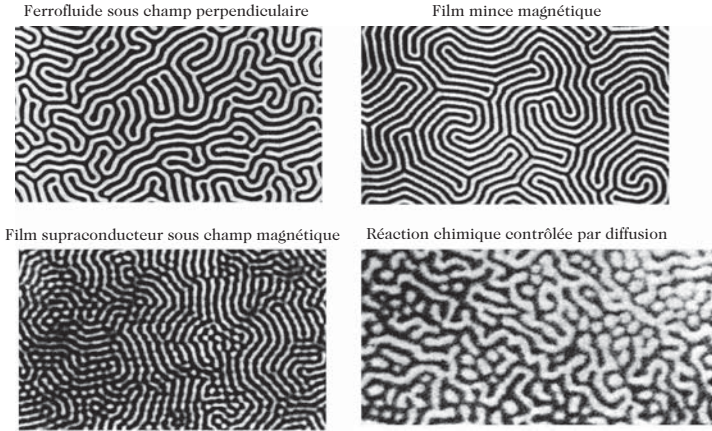 Ferrofluide sous champ perpendiculaire
Film mince magnétique
Film supraconducteur sous champ magnétique
Réaction chimique contrôlée par diffusion